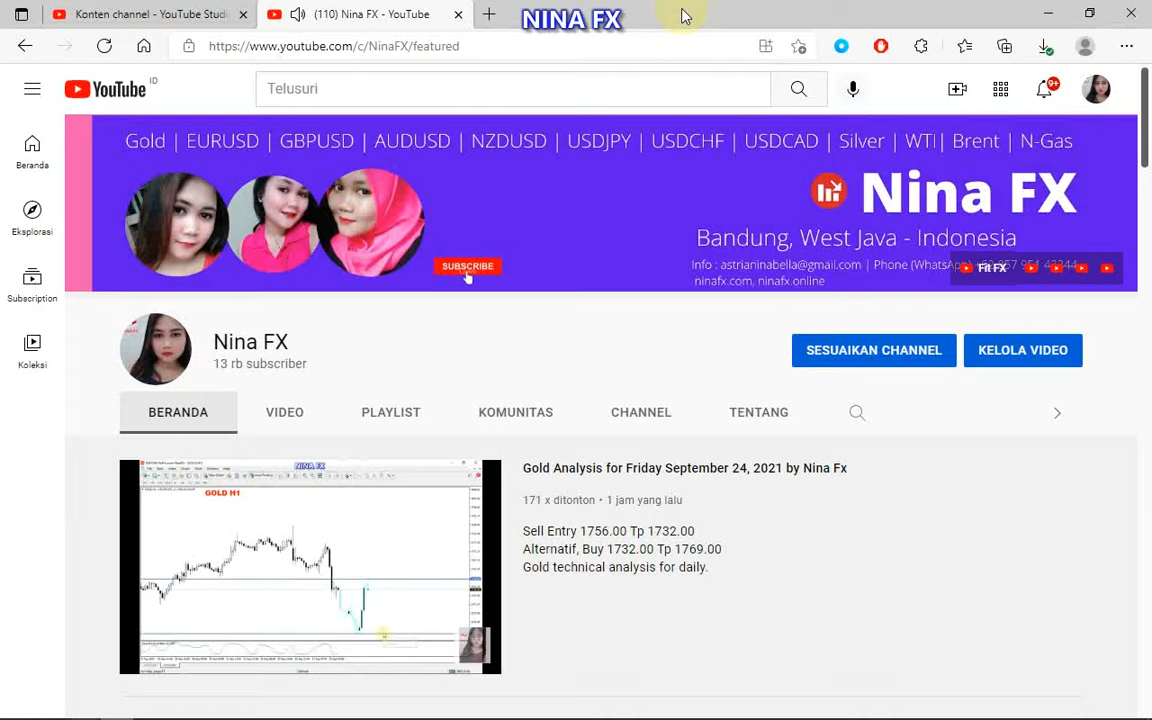 Konten channel - YouTube Studi
(110) Nina FX - YouTube
NINA FX
https://www.youtube.com/c/NinaFX/featured
YouTube ID
Telusuri
9+
Beranda
Eksplorasi
Subscription
Koleksi
Gold | EURUSD | GBPUSD | AUDUSD | NZDUSD | USDJPY | USDCHF | USDCAD | Silver | WTI | Brent | N-Gas
Nina FX
Bandung, West Java - Indonesia
SUBSCRIBE
Info : astrianinabella@gmail.com | Phone (WhatsApp)
Fit FX
ninafx.com, ninafx.online
Nina FX
13 rb subscriber
SESUAIKAN CHANNEL
KELOLA VIDEO
BERANDA
VIDEO
PLAYLIST
KOMUNITAS
CHANNEL
TENTANG
NINA FX
GOLD H1
Gold Analysis for Friday September 24, 2021 by Nina Fx
171 x ditonton • 1 jam yang lalu
Sell Entry 1756.00 Tp 1732.00
Alternatif, Buy 1732.00 Tp 1769.00
Gold technical analysis for daily.